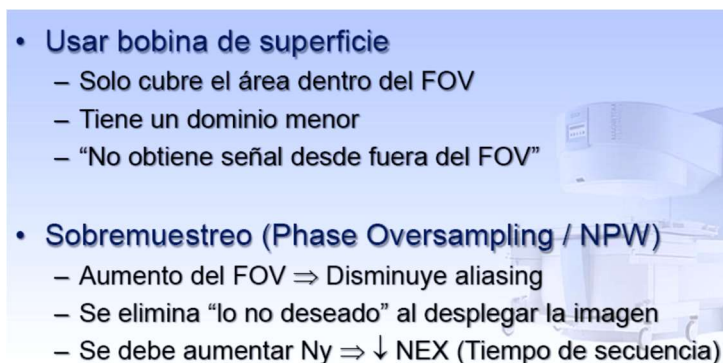 • Usar bobina de superficie
– Solo cubre el área dentro del FOV
– Tiene un dominio menor
– “No obtiene señal desde fuera del FOV”
• Sobremuestreo (Phase Oversampling / NPW)
– Aumento del FOV ⇒ Disminuye aliasing
– Se elimina “lo no deseado” al desplegar la imagen
– Se debe aumentar Ny ⇒ ↓ NEX (Tiempo de secuencia)